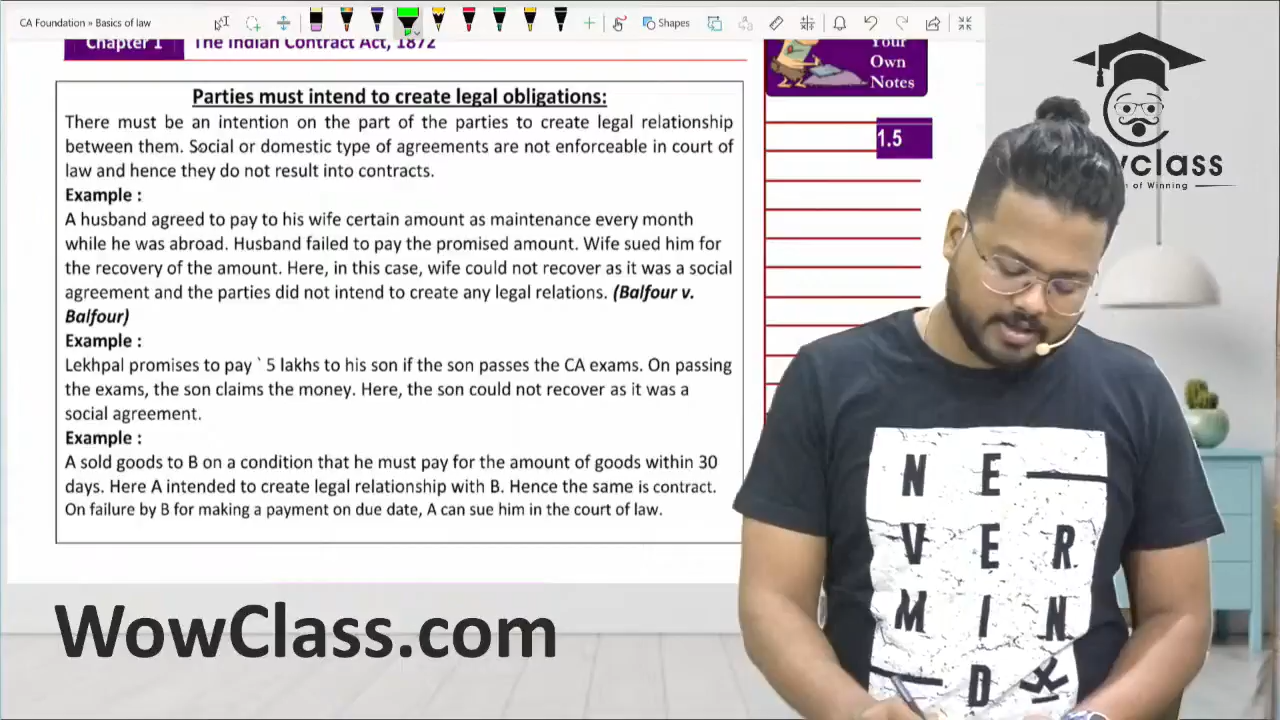 CA Foundation » Basics of law
Shapes
Chapter 1 The Indian Contract Act, 1872
Your
Own
Notes
1.5
Parties must intend to create legal obligations:
There must be an intention on the part of the parties to create legal relationship
between them. Social or domestic type of agreements are not enforceable in court of
law and hence they do not result into contracts.
Example :
A husband agreed to pay to his wife certain amount as maintenance every month
while he was abroad. Husband failed to pay the promised amount. Wife sued him for
the recovery of the amount. Here, in this case, wife could not recover as it was a social
agreement and the parties did not intend to create any legal relations. (Balfour v.
Balfour)
Example :
Lekhpal promises to pay ` 5 lakhs to his son if the son passes the CA exams. On passing
the exams, the son claims the money. Here, the son could not recover as it was a
social agreement.
Example :
A sold goods to B on a condition that he must pay for the amount of goods within 30
days. Here A intended to create legal relationship with B. Hence the same is contract.
On failure by B for making a payment on due date, A can sue him in the court of law.
WowClass.com
of Winning
NE
VER
MIN
D